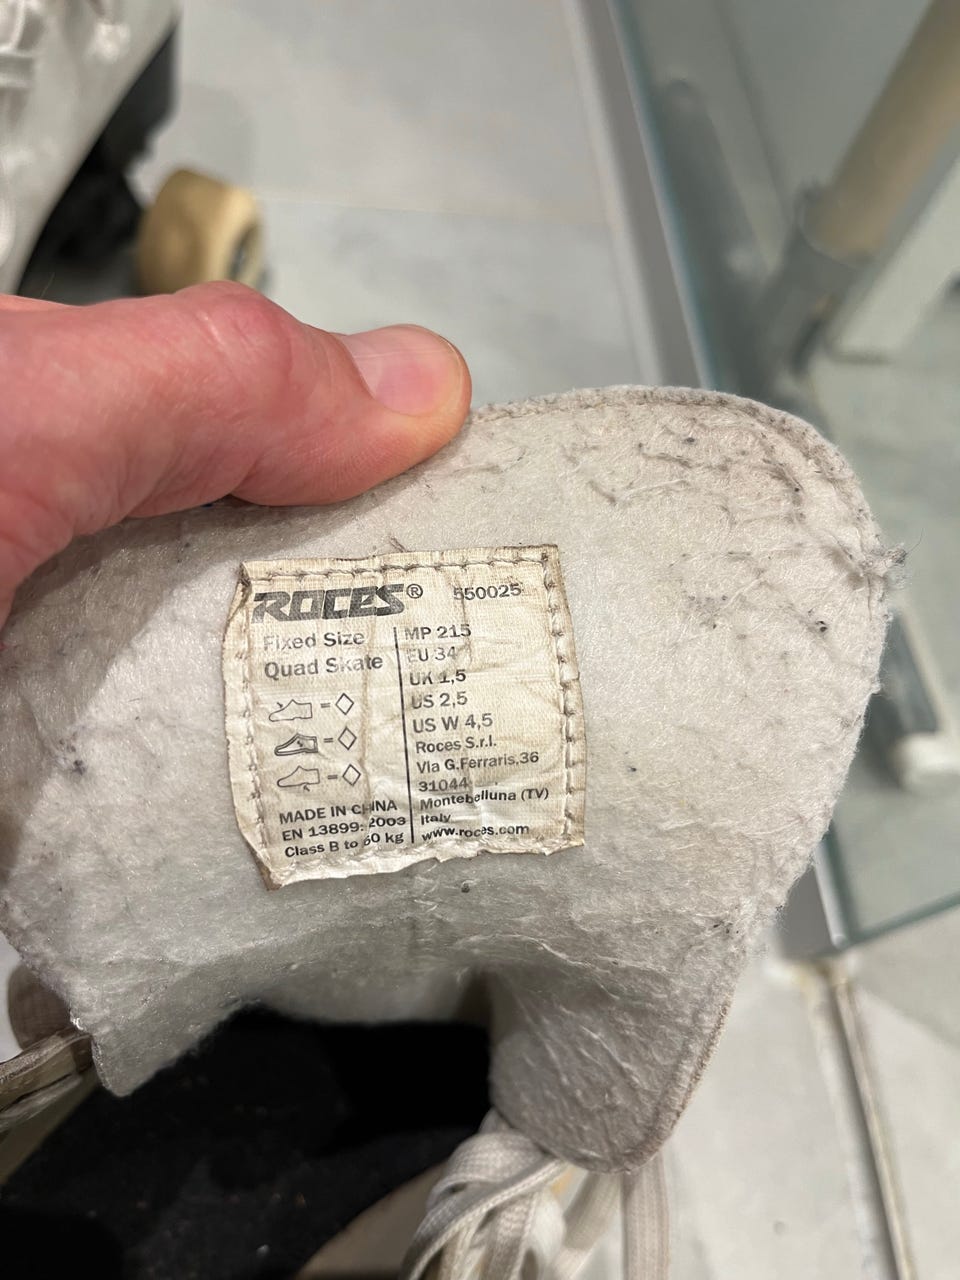 ROCES® 550025
Fixed Size
Quad Skate
MP 215
EU 34
UK 1,5
US 2,5
US W 4,5
Roces S.r.l.
Via G.Ferraris,36
31044
Montebelluna (TV)
Italy
www.roces.com
= ◇
= ◇
= ◇
MADE IN CHINA
EN 13899: 2003
Class B to 60 kg